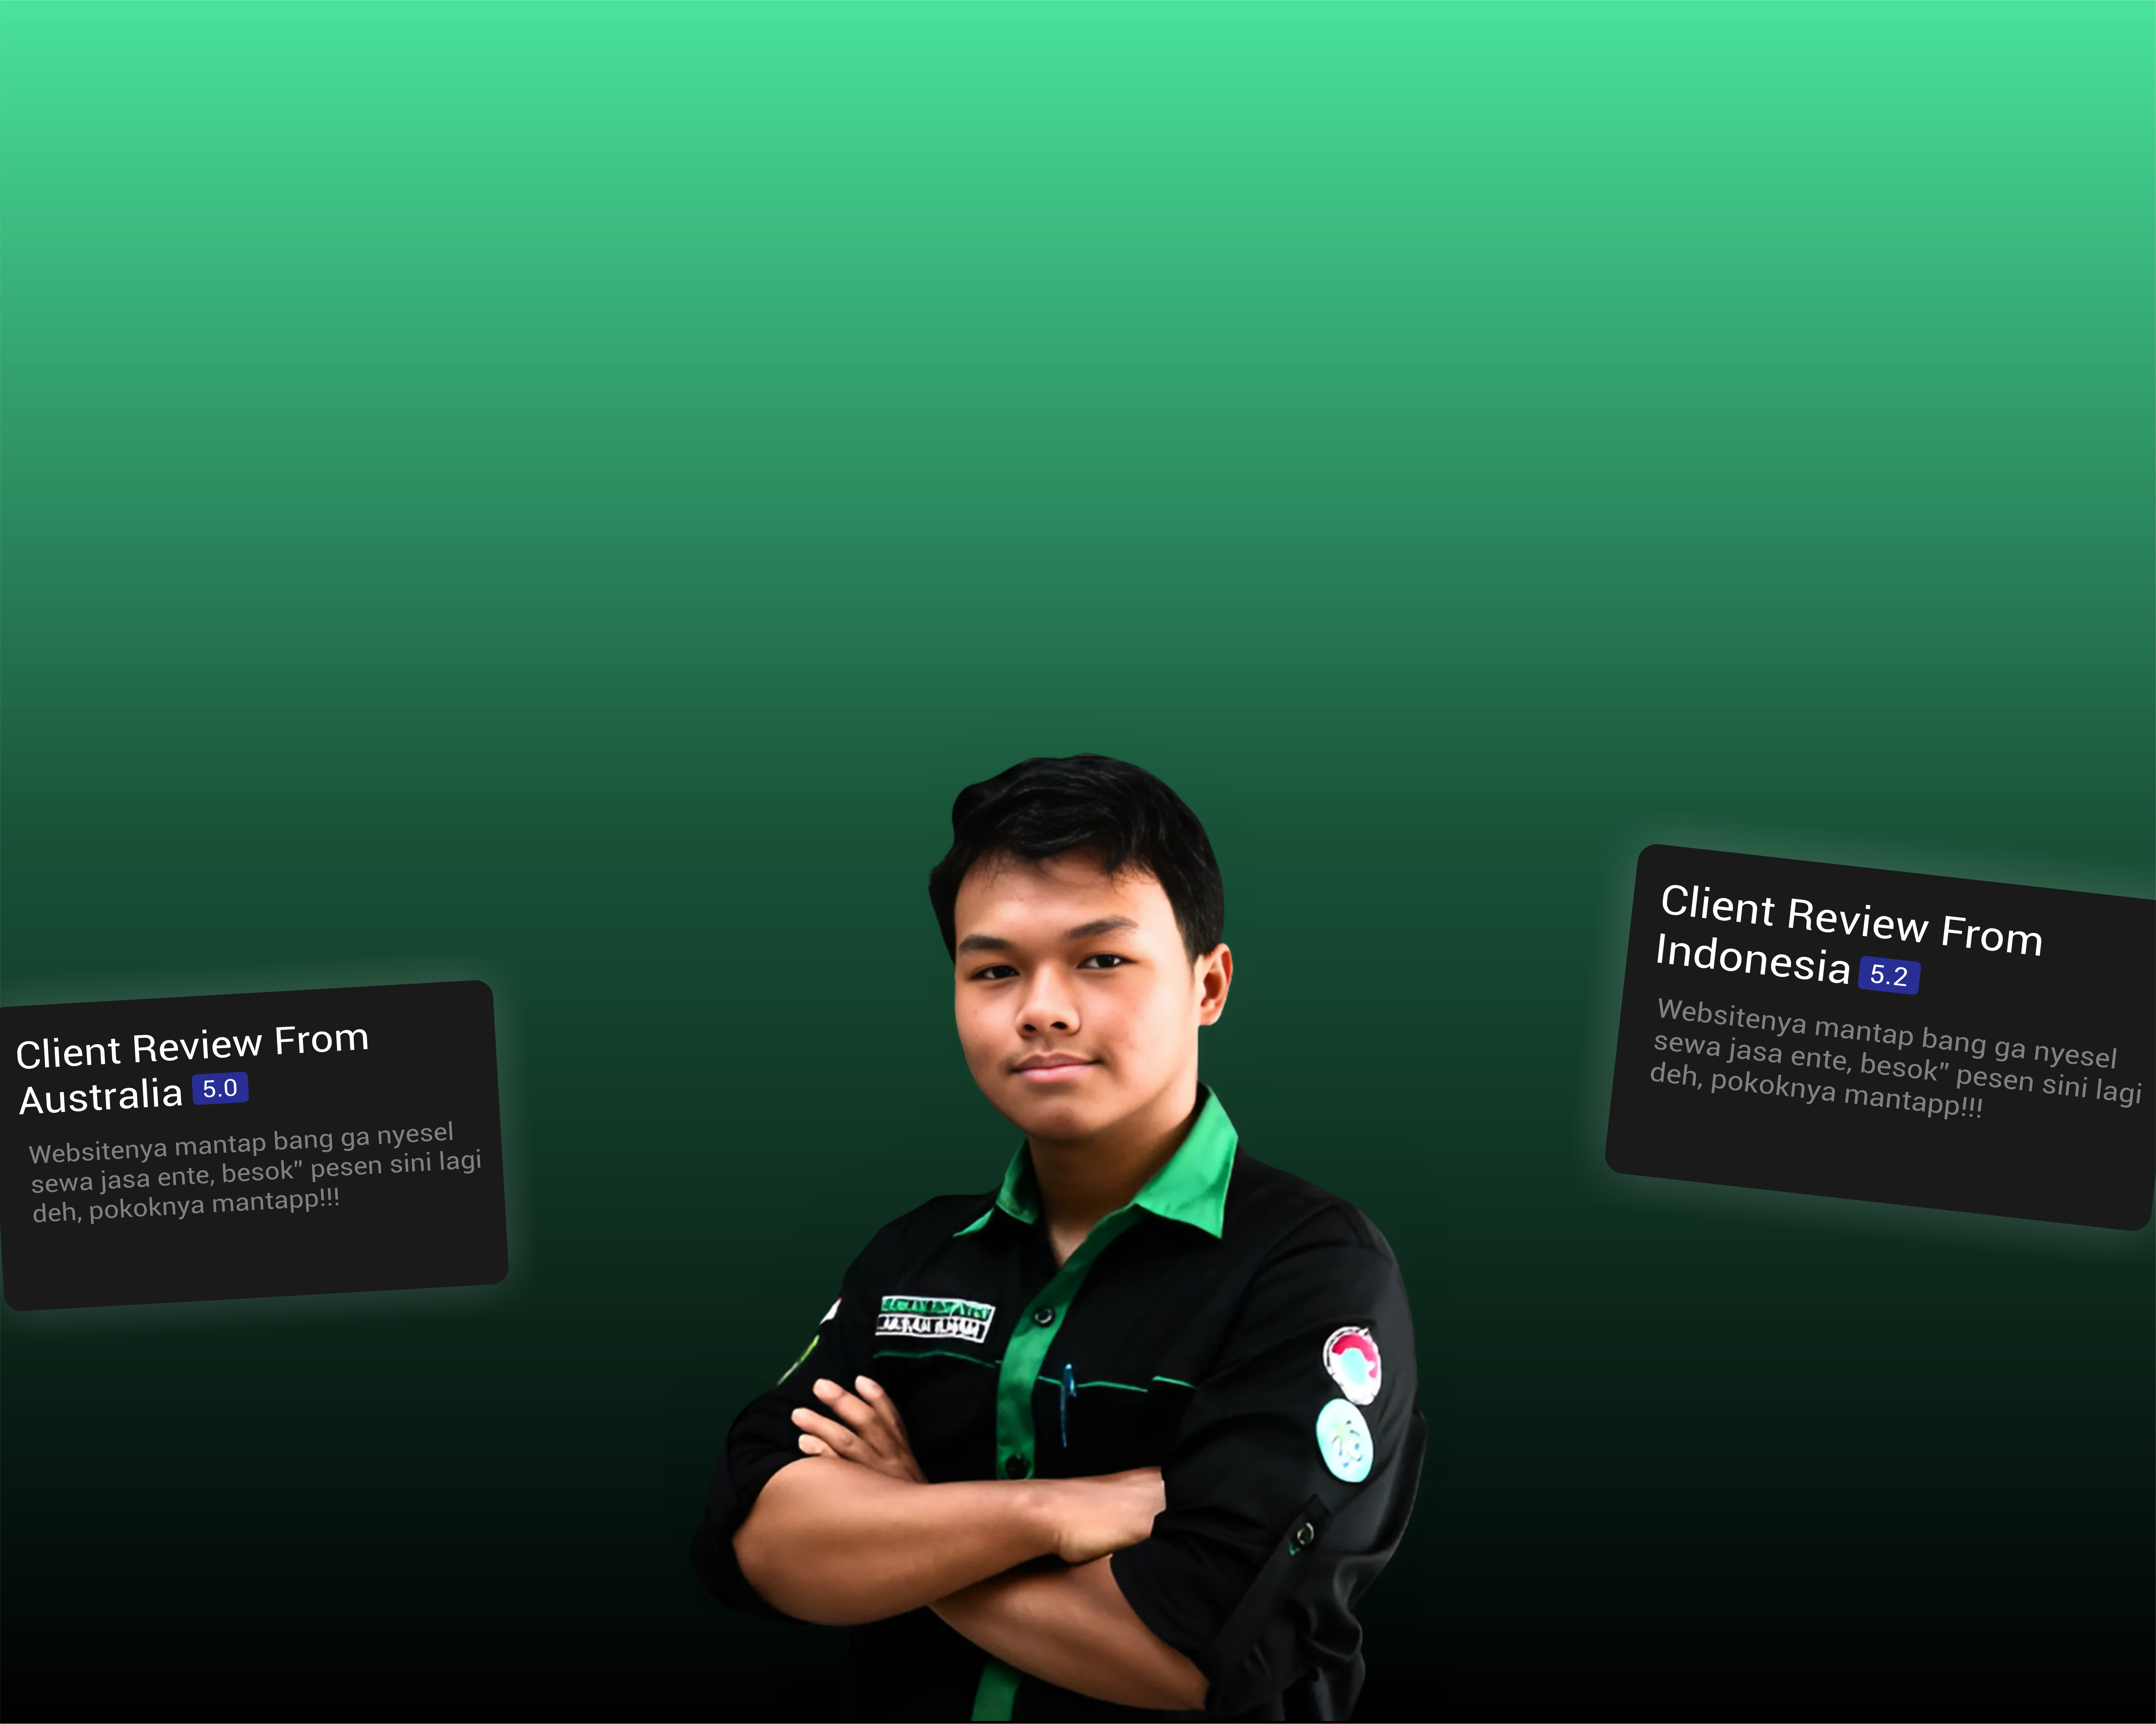 Client Review From
Australia 5.0
Websitenya mantap bang ga nyesel
sewa jasa ente, besok" pesen sini lagi
deh, pokoknya mantapp!!!
Client Review From
Indonesia 5.2
Websitenya mantap bang ga nyesel
sewa jasa ente, besok" pesen sini lagi
deh, pokoknya mantapp!!!